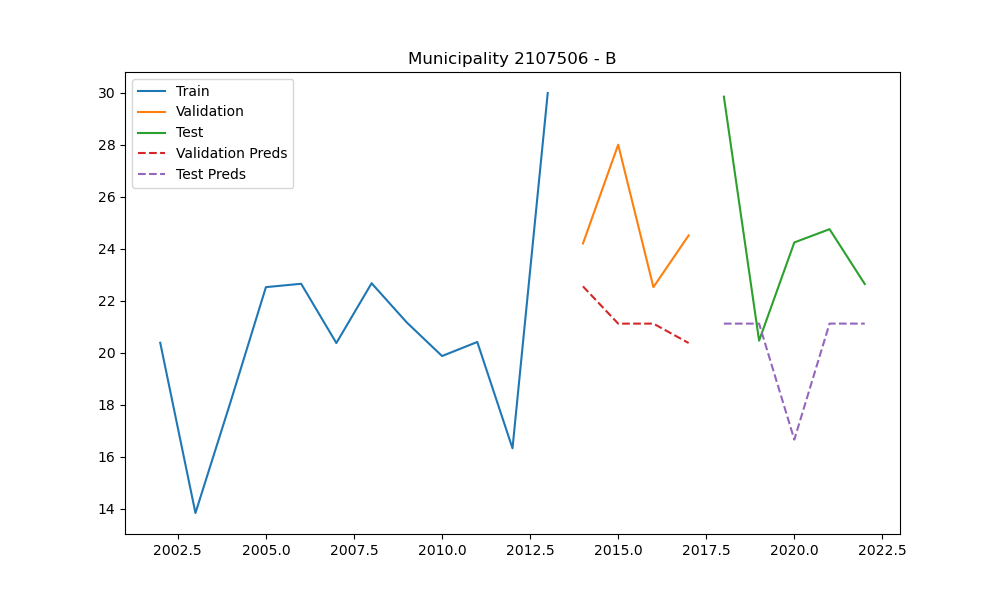 Municipality 2107506 - B
Train
Validation
Test
Validation Preds
Test Preds
30
28
26
24
22
20
18
16
14
2002.5 2005.0 2007.5 2010.0 2012.5 2015.0 2017.5 2020.0 2022.5